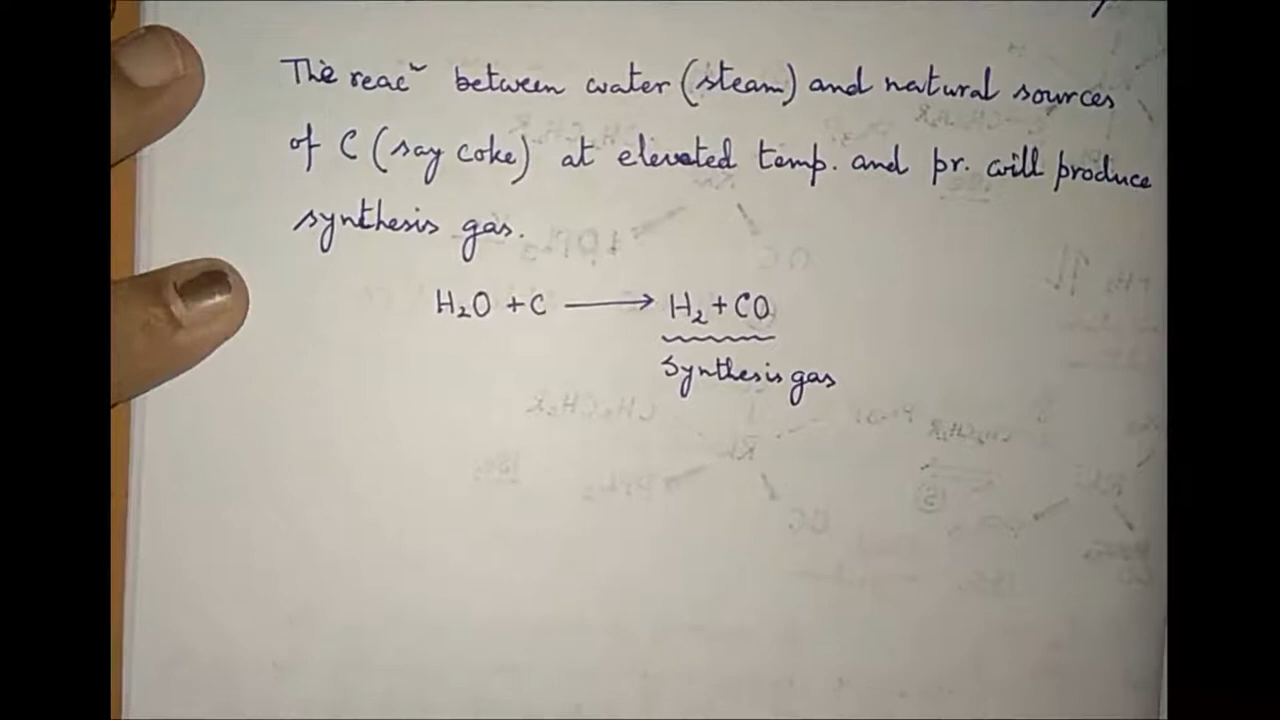 The reacⁿ between water (steam) and natural sources
of C (say coke) at elevated temp. and pr. will produce
synthesis gas.
H₂O + C ⟶ H₂ + CO
Synthesis gas